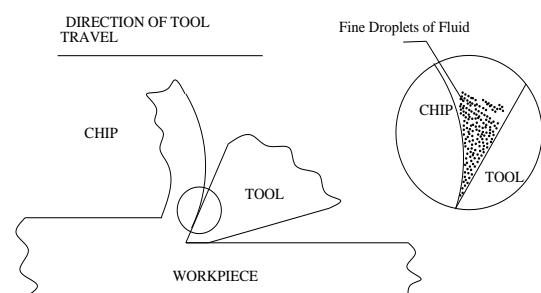 DIRECTION OF TOOL
TRAVEL
Fine Droplets of Fluid
CHIP
TOOL
WORKPIECE
CHIP
TOOL